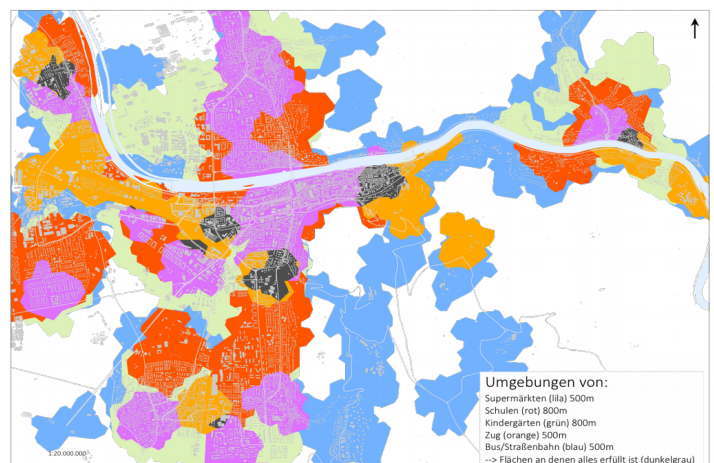 Umgebungen von:
Supermärkten (lila) 500m
Schulen (rot) 800m
Kindergärten (grün) 800m
Zug (orange) 500m
Bus/Straßenbahn (blau) 500m
--> Flächen an denen alles erfüllt ist (dunkelgrau)
1:20.000.000